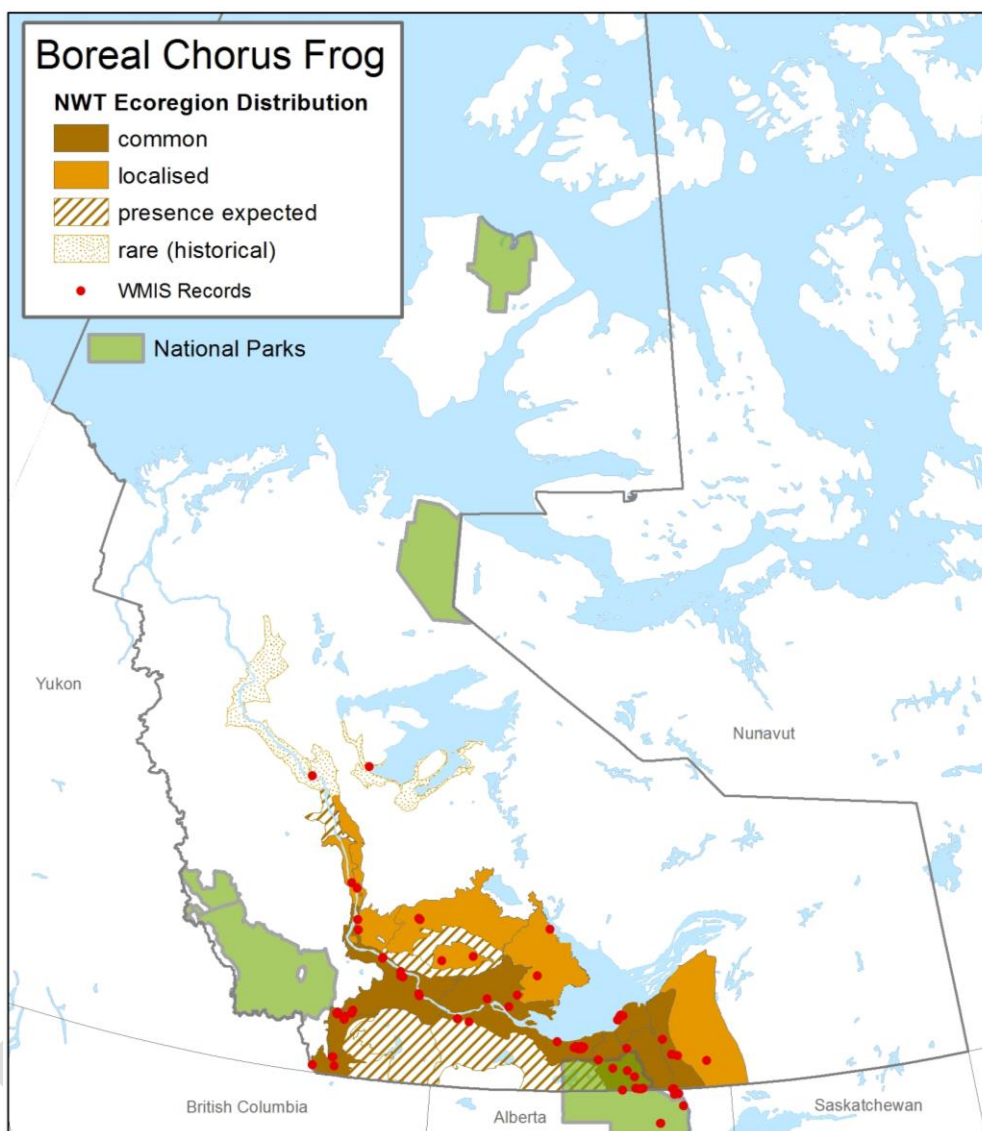 Boreal Chorus Frog
NWT Ecoregion Distribution
common
localised
presence expected
rare (historical)
WMIS Records
National Parks
Yukon
Nunavut
British Columbia
Alberta
Saskatchewan